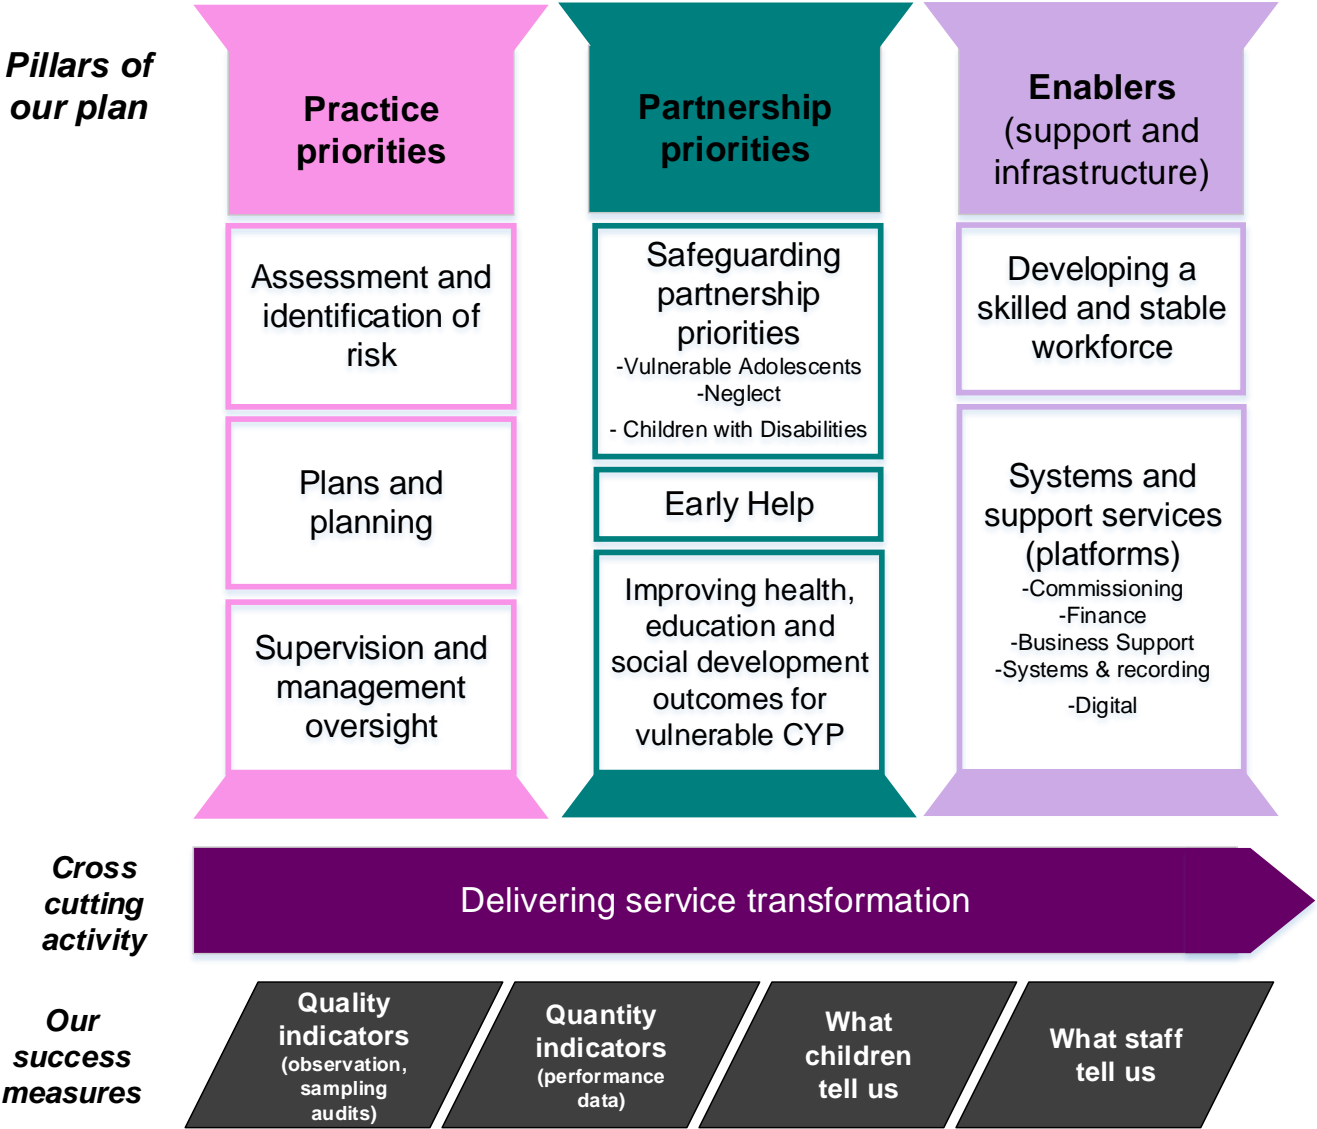 Pillars of
our plan
Practice
priorities
Assessment and
identification of
risk
Plans and
planning
Supervision and
management
oversight
Partnership
priorities
Safeguarding
partnership
priorities
-Vulnerable Adolescents
-Neglect
- Children with Disabilities
Early Help
Improving health,
education and
social development
outcomes for
vulnerable CYP
Enablers
(support and
infrastructure)
Developing a
skilled and stable
workforce
Systems and
support services
(platforms)
-Commissioning
-Finance
-Business Support
-Systems & recording
-Digital
Cross
cutting
activity
Delivering service transformation
Our
success
measures
Quality
indicators
(observation,
sampling
audits)
Quantity
indicators
(performance
data)
What
children
tell us
What staff
tell us